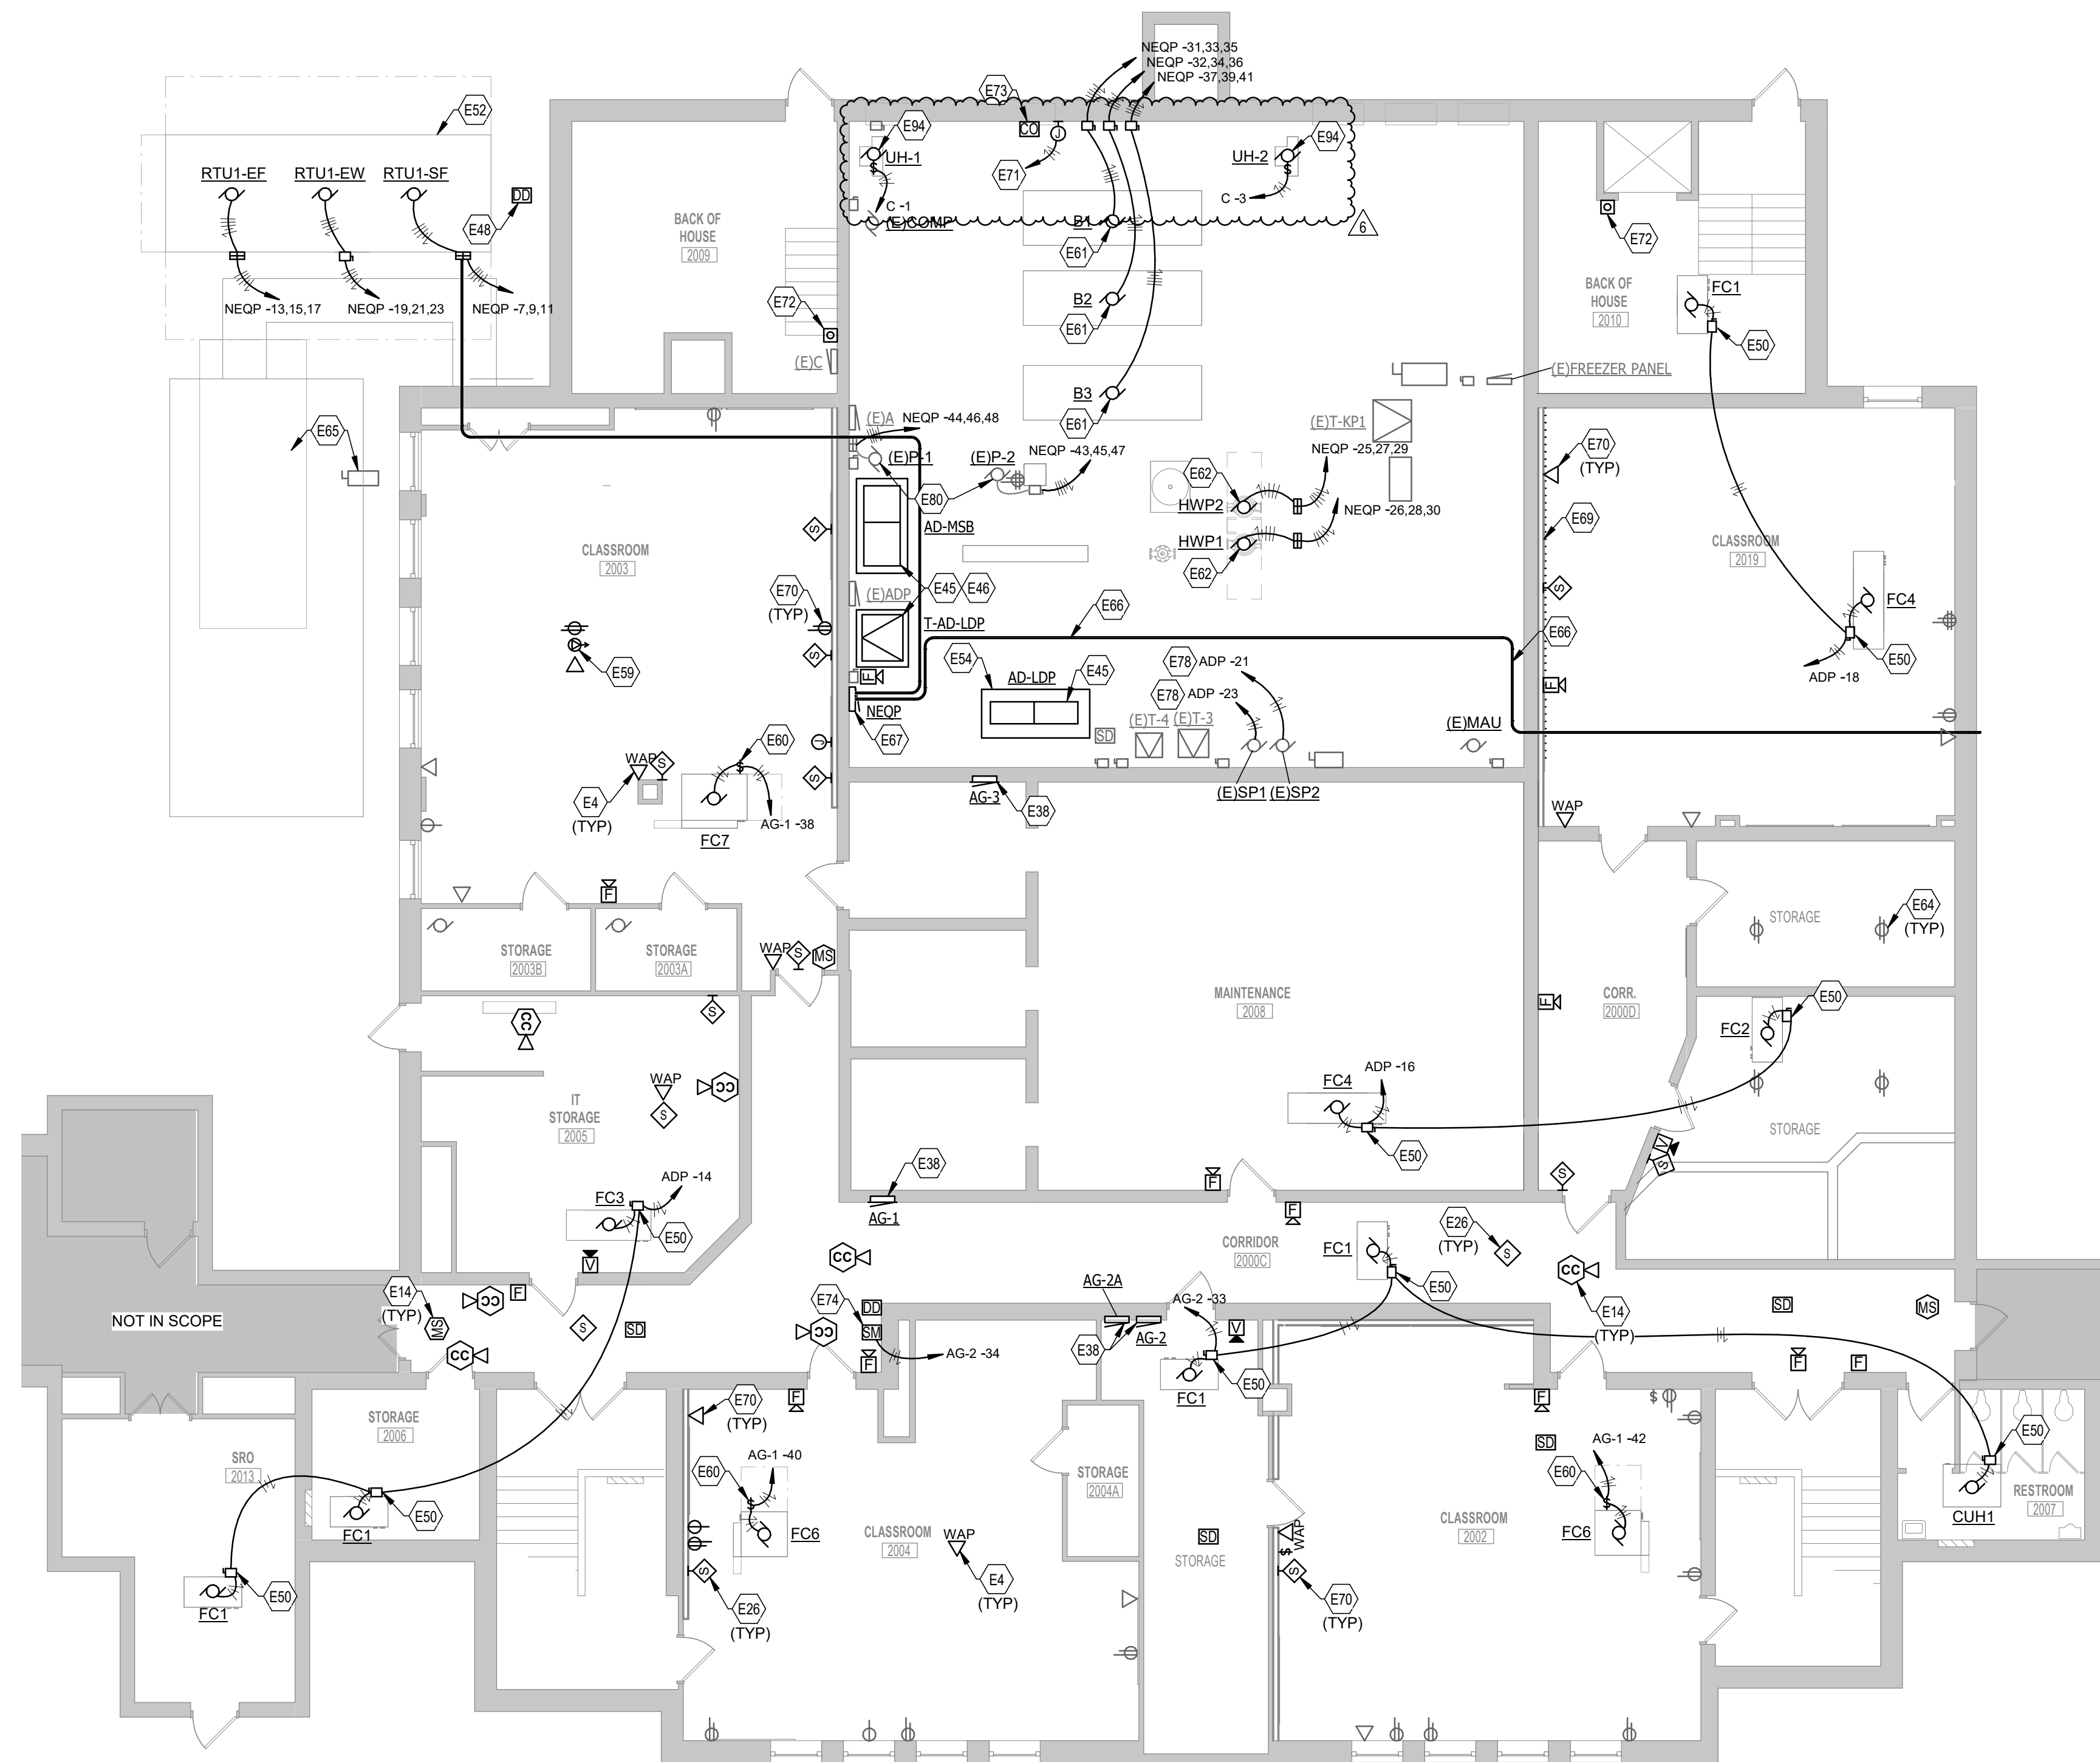 NEQP -31,33,35
NEQP -32,34,36
NEQP -37,39,41
E52
E73
CO
J
E94
UH-1
E94
UH-2
E71
C -1
C -3
(E)COMP
6
RTU1-EF
RTU1-EW
RTU1-SF
DD
E48
NEQP -13,15,17
NEQP -19,21,23
NEQP -7,9,11
BACK OF
HOUSE
2009
E72
(E)C
B1
E61
B2
E61
B3
E61
E72
BACK OF
HOUSE
2010
FC1
E50
(E)FREEZER PANEL
E65
(E)A
NEQP -44,46,48
(E)P-1
(E)P-2
NEQP -43,45,47
E80
(E)T-KP1
NEQP -25,27,29
E62
HWP2
NEQP -26,28,30
HWP1
E62
E70
(TYP)
E69
CLASSROOM
2019
S
FC4
E50
ADP -18
E66
F
CLASSROOM
2003
S
AD-MSB
E70
(TYP)
(E)ADP
E45
E46
T-AD-LDP
S
E59
F
E66
E54
AD-LDP
E45
E78
ADP -21
E78
ADP -23
NEQP
E67
(E)T-4
(E)T-3
SD
(E)MAU
(E)SP1
(E)SP2
J
S
E60
WAP
S
E4
(TYP)
AG-1 -38
FC7
AG-3
E38
WAP
F
STORAGE
2003B
STORAGE
2003A
WAP
S
MS
STORAGE
E64
(TYP)
MAINTENANCE
2008
F
CORR.
2000D
E50
FC2
S
CC
WAP
S
CC
IT
STORAGE
2005
FC4
ADP -16
E50
STORAGE
V
S
S
E38
AG-1
F
F
ADP -14
FC3
E50
V
CORRIDOR
2000C
FC1
E50
E26
(TYP)
S
CC
E14
(TYP)
SD
MS
CC
NOT IN SCOPE
E14
(TYP)
MS
CC
F
S
SD
CC
E74
DD
SM
CC
F
AG-2 -34
AG-2A
AG-2
E38
AG-2 -33
V
FC1
E50
F
F
STORAGE
2006
SRO
2013
E50
FC1
E50
FC1
E70
(TYP)
F
AG-1 -40
E60
FC6
CLASSROOM
2004
WAP
E4
(TYP)
S
E26
(TYP)
STORAGE
2004A
SD
STORAGE
WAP
$
S
E70
(TYP)
CLASSROOM
2002
F
$
SD
AG-1 -42
E60
FC6
E50
CUH1
RESTROOM
2007